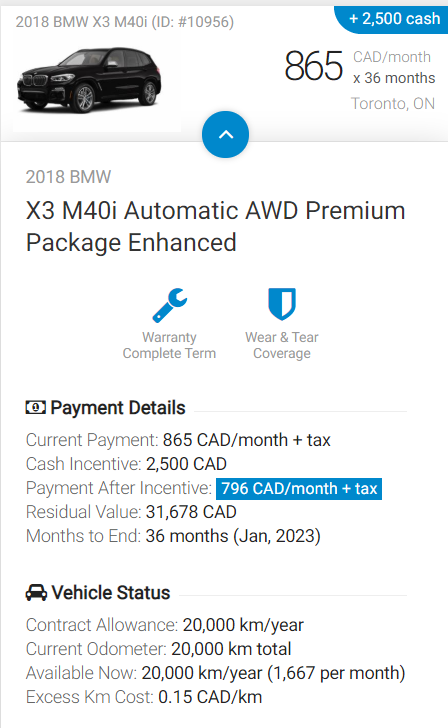 2018 BMW X3 M40i (ID: #10956)
+ 2,500 cash
865 CAD/month
x 36 months
Toronto, ON
2018 BMW
X3 M40i Automatic AWD Premium
Package Enhanced
Warranty
Complete Term
Wear & Tear
Coverage
Payment Details
Current Payment: 865 CAD/month + tax
Cash Incentive: 2,500 CAD
Payment After Incentive: 796 CAD/month + tax
Residual Value: 31,678 CAD
Months to End: 36 months (Jan, 2023)
Vehicle Status
Contract Allowance: 20,000 km/year
Current Odometer: 20,000 km total
Available Now: 20,000 km/year (1,667 per month)
Excess Km Cost: 0.15 CAD/km